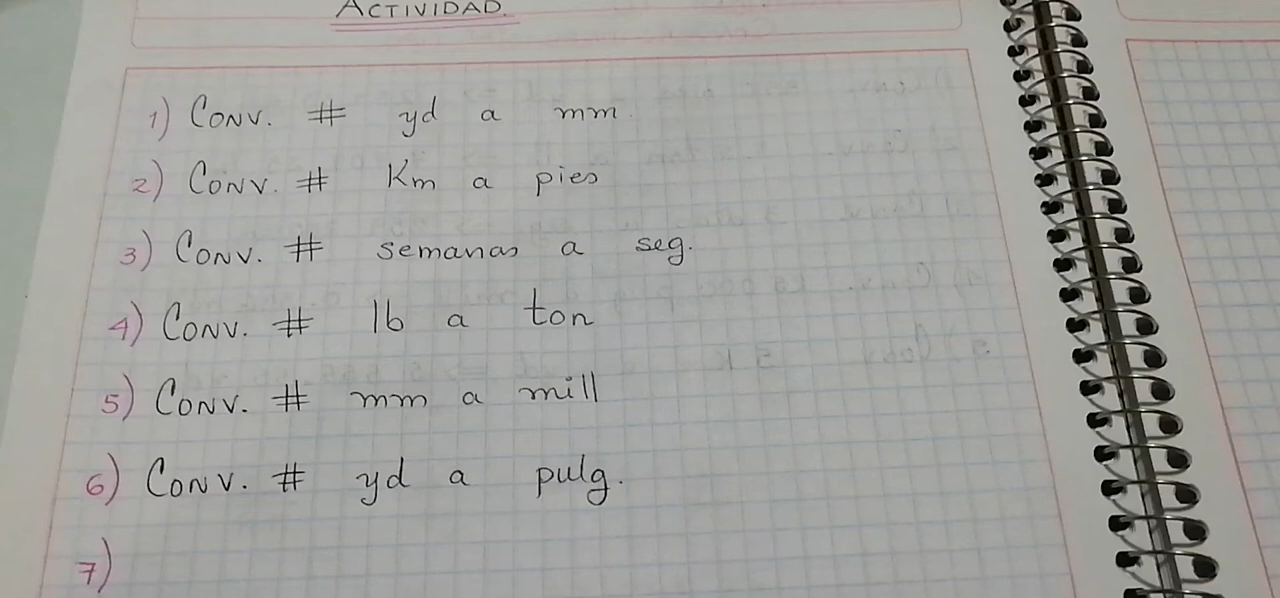 ACTIVIDAD.
1) CONV. # yd a mm.
2) CONV. # Km a pies
3) CONV. # semanas a seg.
4) CONV. # lb a ton
5) CONV. # mm a mill
6) CONV. # yd a pulg.
7)